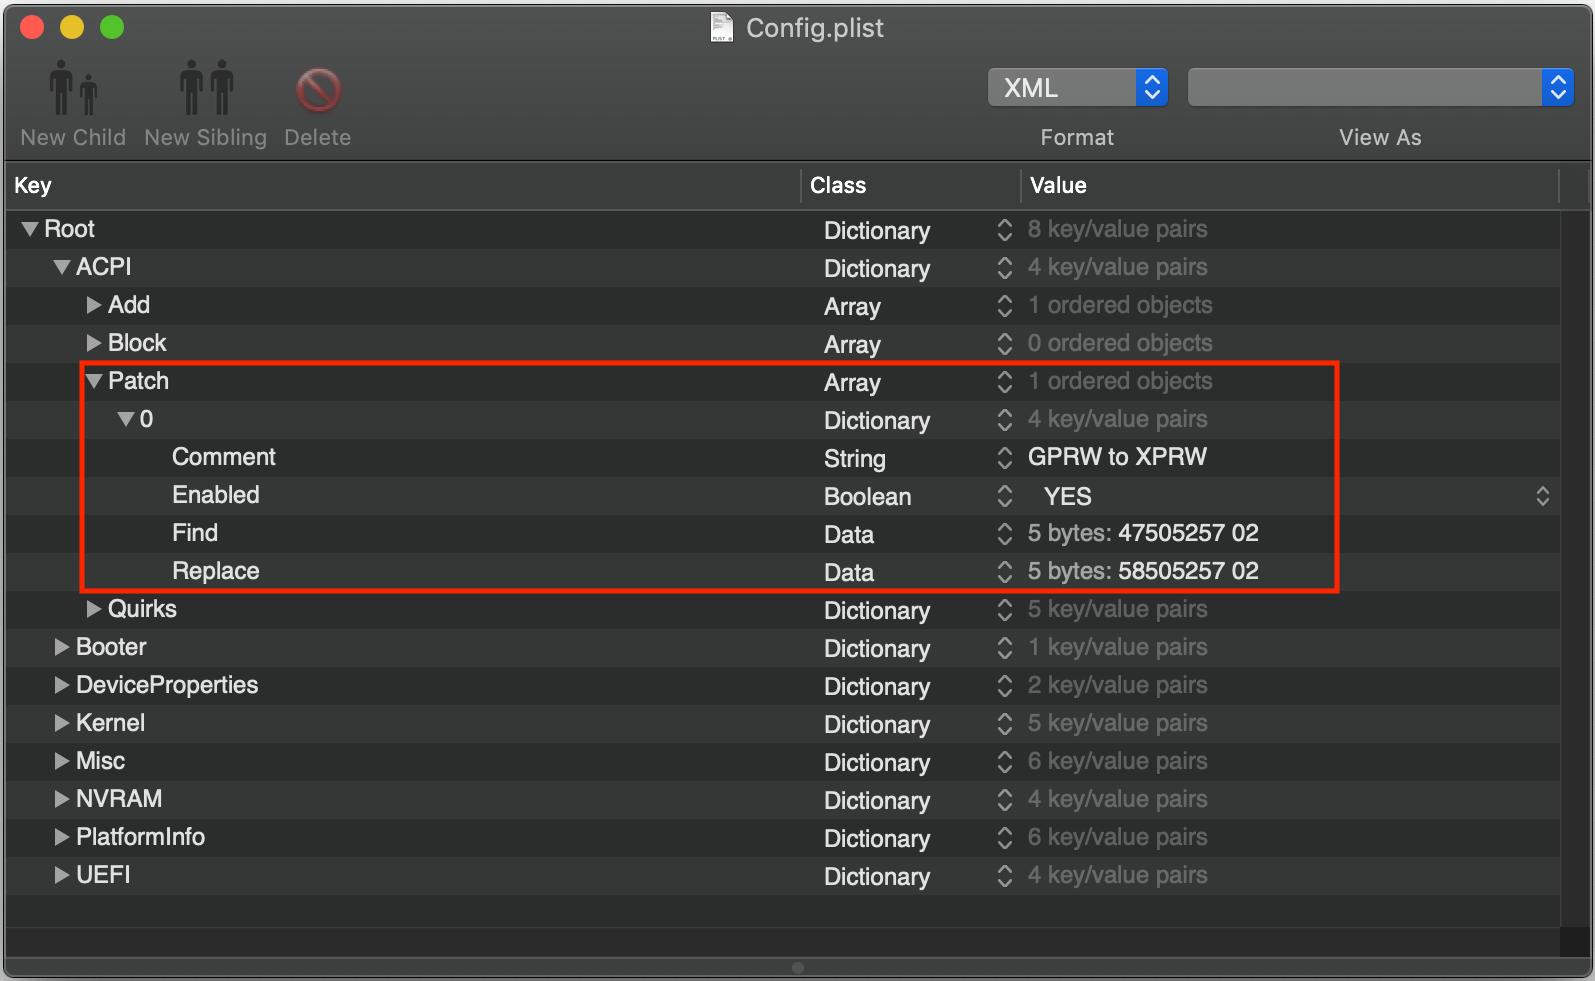 Config.plist
New Child New Sibling Delete XML Format View As
Key Class Value
Root Dictionary 8 key/value pairs
ACPI Dictionary 4 key/value pairs
Add Array 1 ordered objects
Block Array 0 ordered objects
Patch Array 1 ordered objects
0 Dictionary 4 key/value pairs
Comment String GPRW to XPRW
Enabled Boolean YES
Find Data 5 bytes: 47505257 02
Replace Data 5 bytes: 58505257 02
Quirks Dictionary 5 key/value pairs
Booter Dictionary 1 key/value pairs
DeviceProperties Dictionary 2 key/value pairs
Kernel Dictionary 5 key/value pairs
Misc Dictionary 6 key/value pairs
NVRAM Dictionary 4 key/value pairs
PlatformInfo Dictionary 6 key/value pairs
UEFI Dictionary 4 key/value pairs